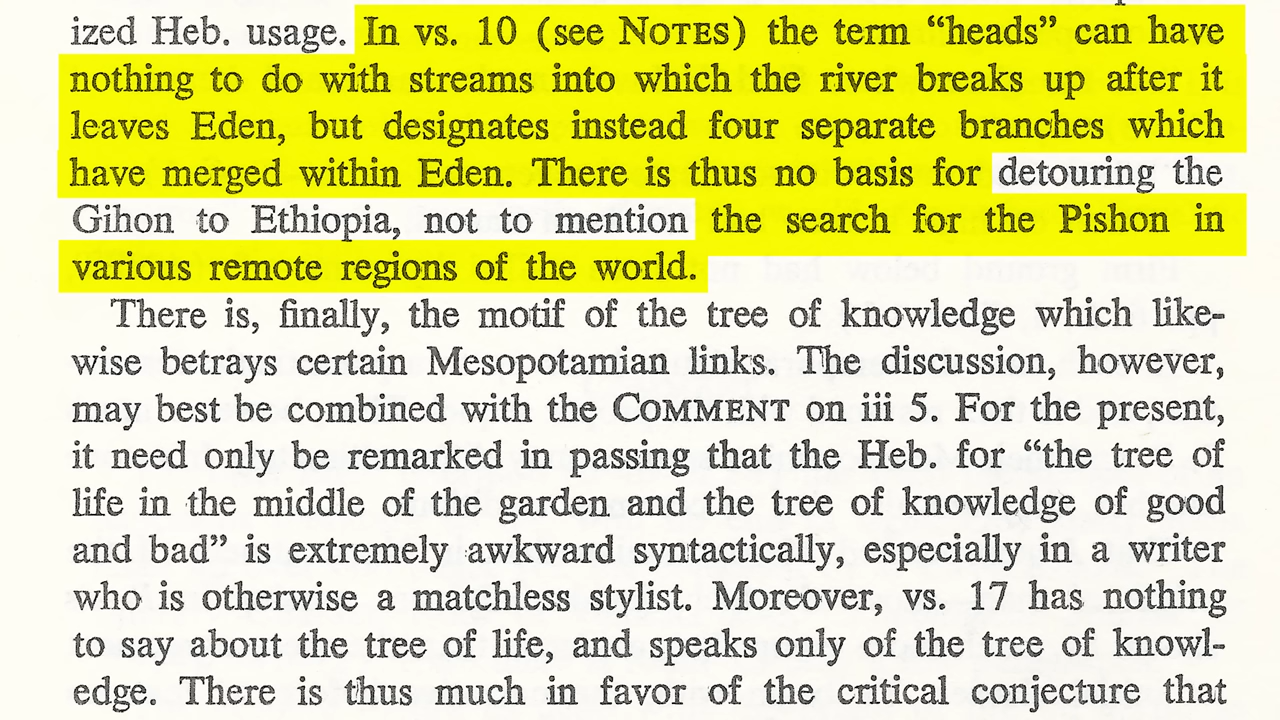 ized Heb. usage. In vs. 10 (see NOTES) the term “heads” can have
nothing to do with streams into which the river breaks up after it
leaves Eden, but designates instead four separate branches which
have merged within Eden. There is thus no basis for detouring the
Gihon to Ethiopia, not to mention the search for the Pishon in
various remote regions of the world.
There is, finally, the motif of the tree of knowledge which like-
wise betrays certain Mesopotamian links. The discussion, however,
may best be combined with the COMMENT on iii 5. For the present,
it need only be remarked in passing that the Heb. for “the tree of
life in the middle of the garden and the tree of knowledge of good
and bad” is extremely awkward syntactically, especially in a writer
who is otherwise a matchless stylist. Moreover, vs. 17 has nothing
to say about the tree of life, and speaks only of the tree of knowl-
edge. There is thus much in favor of the critical conjecture that